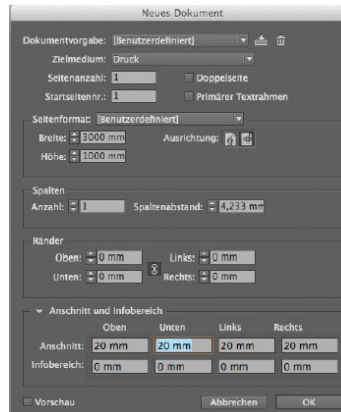 Neues Dokument
Dokumentvorgabe: [Benutzerdefiniert]
Zielmedium: Druck
Seitenanzahl: 1 Doppelseite
Startseitennr.: 1 Primärer Textrahmen
Seitenformat: [Benutzerdefiniert]
Breite: 3000 mm Ausrichtung:
Höhe: 1000 mm
Spalten
Anzahl: 1 Spaltenabstand: 4,233 mm
Ränder
Oben: 0 mm Links: 0 mm
Unten: 0 mm Rechts: 0 mm
Anschnitt und Infobereich
Oben Unten Links Rechts
Anschnitt: 20 mm 20 mm 20 mm 20 mm
Infobereich: 0 mm 0 mm 0 mm 0 mm
Vorschau Abbrechen OK